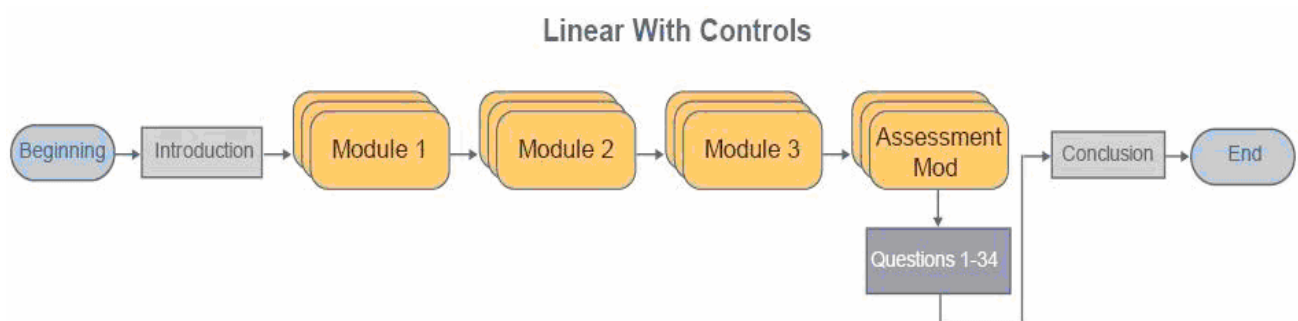 Linear With Controls
Beginning
Introduction
Module 1
Module 2
Module 3
Assessment
Mod
Conclusion
End
Questions 1-34